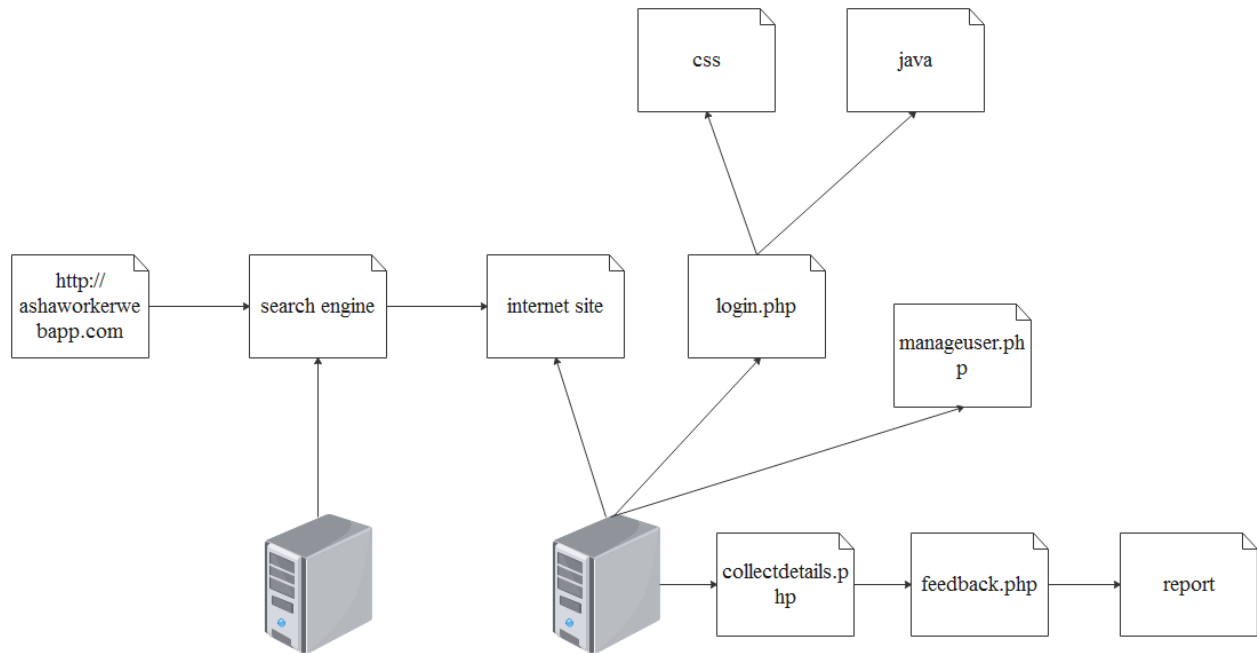 css
java
http://
ashaworkerwe
bapp.com
search engine
internet site
login.php
manageuser.ph
p
collectdetails.p
hp
feedback.php
report